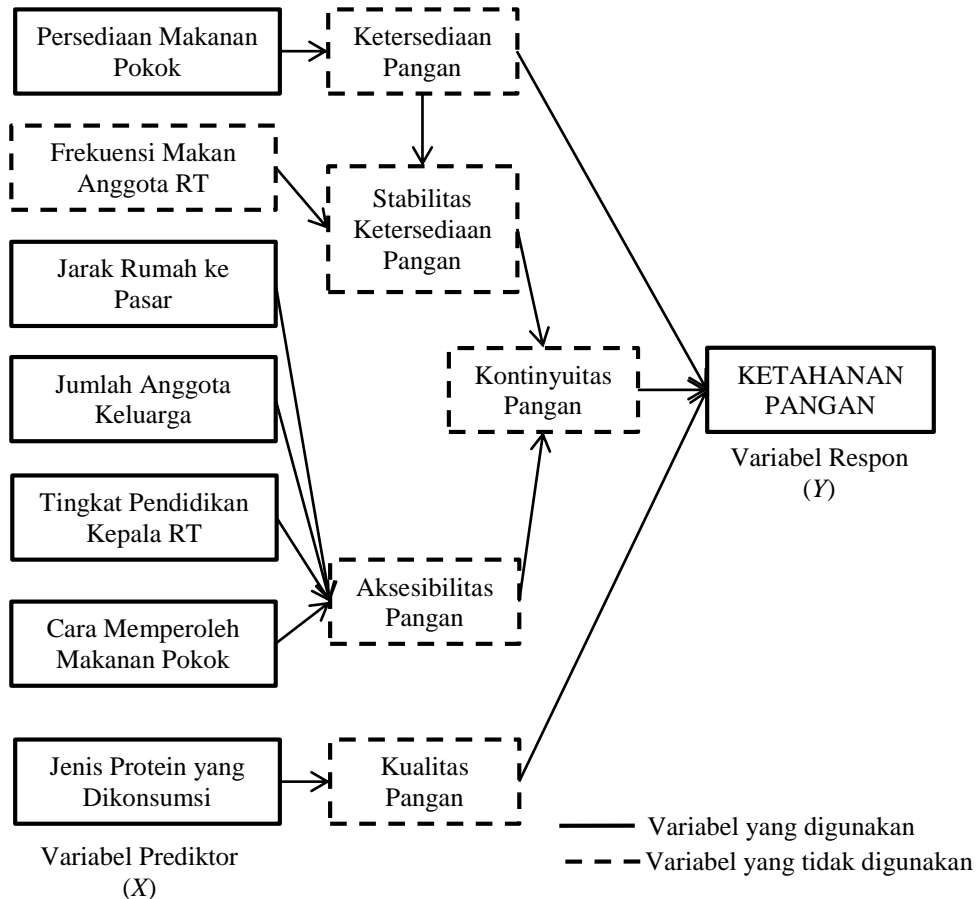 Persediaan Makanan
Pokok
Ketersediaan
Pangan
Frekuensi Makan
Anggota RT
Stabilitas
Ketersediaan
Pangan
Jarak Rumah ke
Pasar
Jumlah Anggota
Keluarga
Kontinyuitas
Pangan
KETAHANAN
PANGAN
Variabel Respon
(Y)
Tingkat Pendidikan
Kepala RT
Aksesibilitas
Pangan
Cara Memperoleh
Makanan Pokok
Jenis Protein yang
Dikonsumsi
Kualitas
Pangan
Variabel Prediktor
(X)
Variabel yang digunakan
Variabel yang tidak digunakan